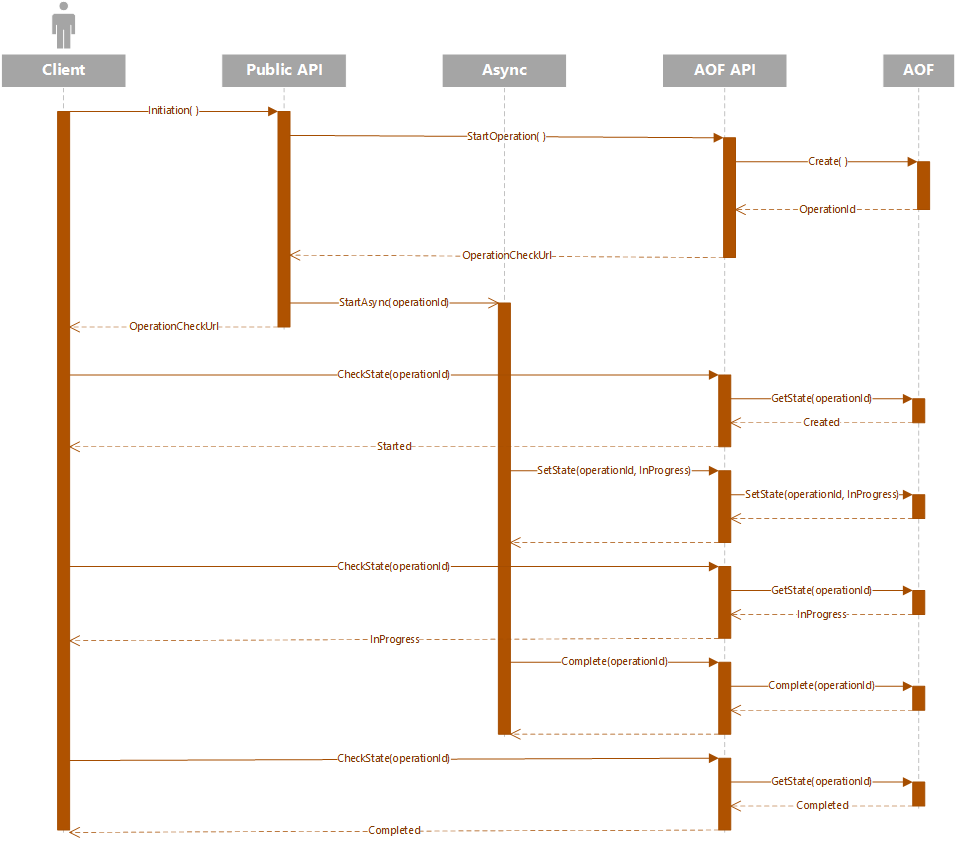 Client
Public API
Async
AOF API
AOF
Initiation( )
StartOperation( )
Create( )
OperationId
OperationCheckUrl
StartAsync(operationId)
OperationCheckUrl
CheckState(operationId)
GetState(operationId)
Created
Started
SetState(operationId, InProgress)
SetState(operationId, InProgress)
CheckState(operationId)
GetState(operationId)
InProgress
InProgress
Complete(operationId)
Complete(operationId)
CheckState(operationId)
GetState(operationId)
Completed
Completed